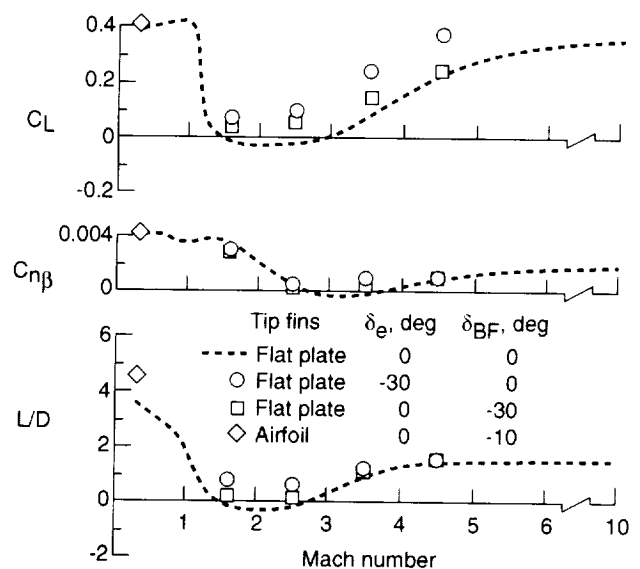 0.4
0.2
CL
0
-0.2
0.004
Cnβ
0
Tip fins δe, deg δBF, deg
Flat plate 0 0
Flat plate -30 0
Flat plate 0 -30
Airfoil 0 -10
6
4
L/D
2
0
-2
1 2 3 4 5 6 10
Mach number